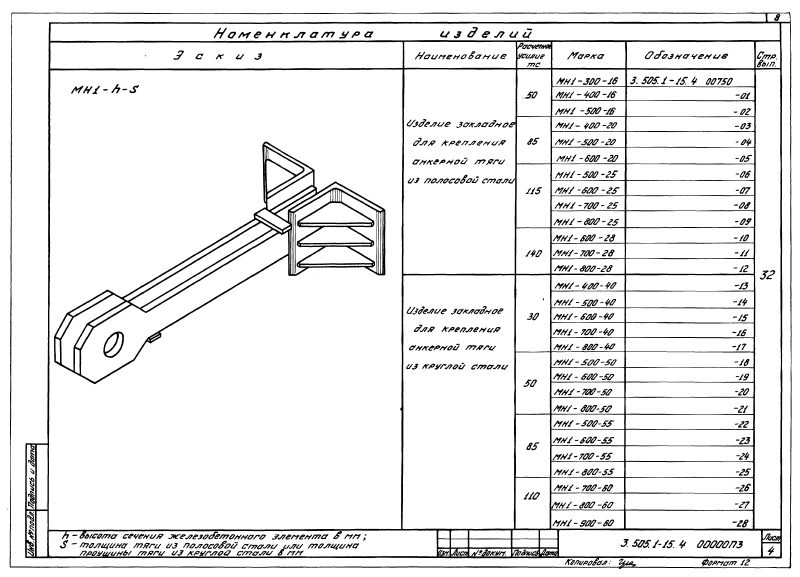 8
Номенклатура изделий
Эскиз
Наименование
Расчетное усилие тс
Марка
Обозначение
Стр. вып.
МН1-h-S
Изделие закладное
для крепления
анкерной тяги
из полосовой стали
50
МН1-300-16 3.505.1-15.4 00750
МН1-400-16 -01
МН1-500-16 -02
85
МН1-400-20 -03
МН1-500-20 -04
МН1-600-20 -05
115
МН1-500-25 -06
МН1-600-25 -07
МН1-700-25 -08
МН1-800-25 -09
140
МН1-600-28 -10
МН1-700-28 -11
МН1-800-28 -12
32
Изделие закладное
для крепления
анкерной тяги
из круглой стали
30
МН1-400-40 -13
МН1-500-40 -14
МН1-600-40 -15
МН1-700-40 -16
МН1-800-40 -17
50
МН1-500-50 -18
МН1-600-50 -19
МН1-700-50 -20
МН1-800-50 -21
85
МН1-500-55 -22
МН1-600-55 -23
МН1-700-55 -24
МН1-800-55 -25
110
МН1-700-60 -26
МН1-800-60 -27
МН1-900-60 -28
h - высота сечения железобетонного элемента в мм;
S - толщина тяги из полосовой стали или толщина
проушины тяги из круглой стали в мм
Изм. Лист № докум. Подпись Дата
3.505.1-15.4 00000ПЗ
Лист
4
Инв. № подл. Подпись и дата
Копировал:
Формат 12